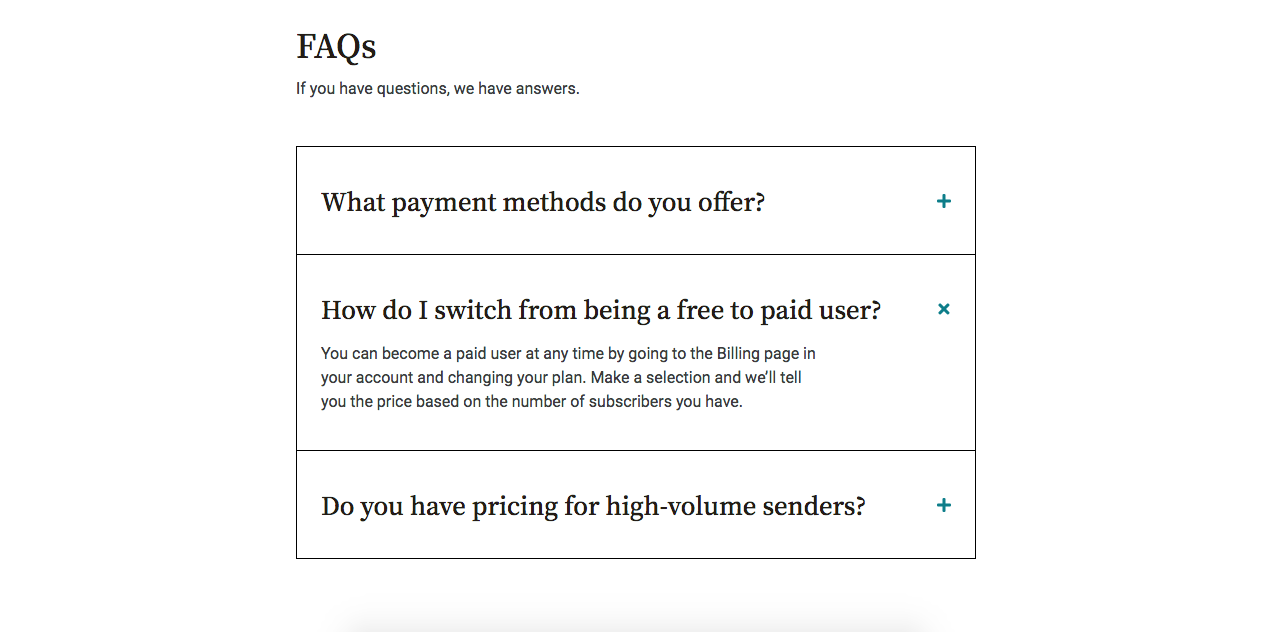 FAQs
If you have questions, we have answers.
What payment methods do you offer?
How do I switch from being a free to paid user?
You can become a paid user at any time by going to the Billing page in
your account and changing your plan. Make a selection and we’ll tell
you the price based on the number of subscribers you have.
Do you have pricing for high-volume senders?